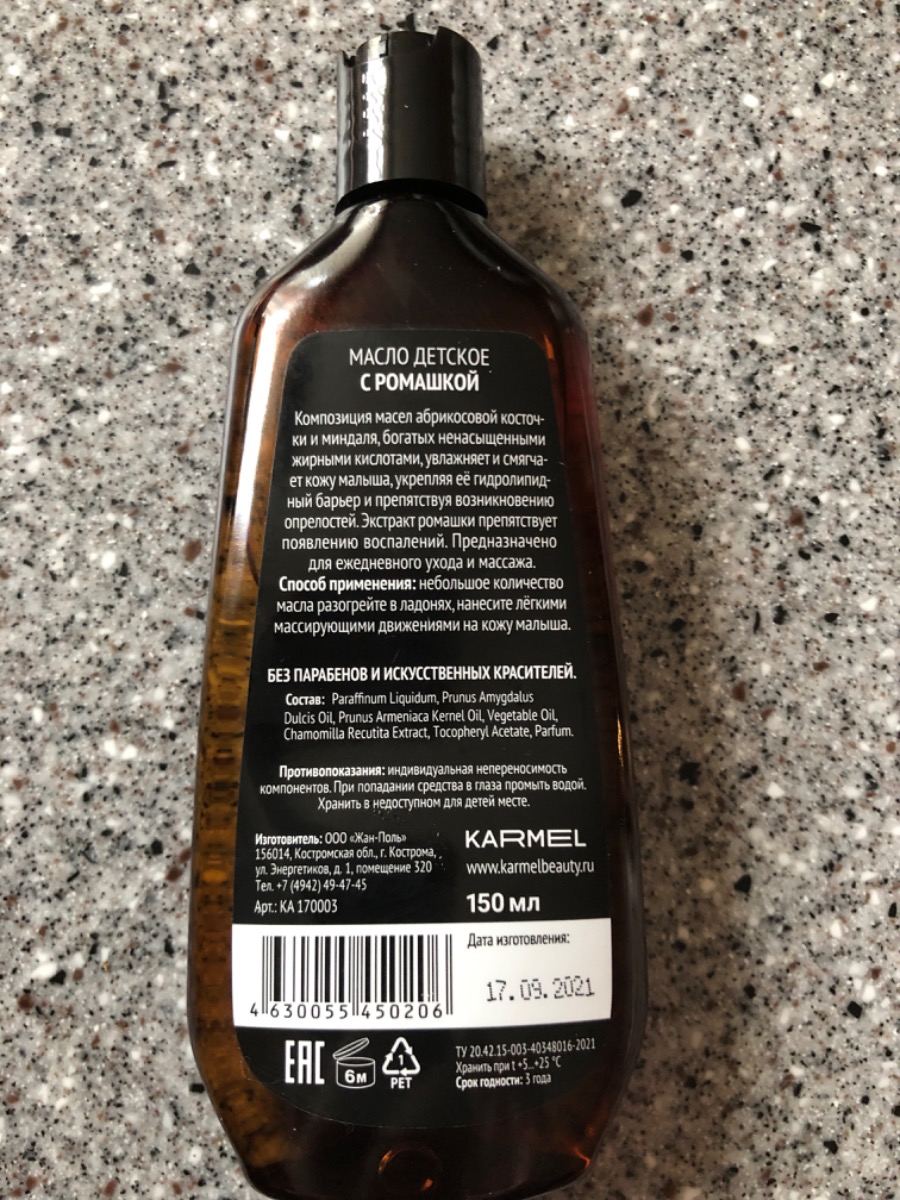 МАСЛО ДЕТСКОЕ
С РОМАШКОЙ
Композиция масел абрикосовой косточ-
ки и миндаля, богатых ненасыщенными
жирными кислотами, увлажняет и смягча-
ет кожу малыша, укрепляя её гидролипид-
ный барьер и препятствуя возникновению
опрелостей. Экстракт ромашки препятствует
появлению воспалений. Предназначено
для ежедневного ухода и массажа.
Способ применения: небольшое количество
масла разогрейте в ладонях, нанесите лёгкими
массирующими движениями на кожу малыша.
БЕЗ ПАРАБЕНОВ И ИСКУССТВЕННЫХ КРАСИТЕЛЕЙ.
Состав: Paraffinum Liquidum, Prunus Amygdalus
Dulcis Oil, Prunus Armeniaca Kernel Oil, Vegetable Oil,
Chamomilla Recutita Extract, Tocopheryl Acetate, Parfum.
Противопоказания: индивидуальная непереносимость
компонентов. При попадании средства в глаза промыть водой.
Хранить в недоступном для детей месте.
Изготовитель: ООО «Жан-Поль»
156014, Костромская обл., г. Кострома,
ул. Энергетиков, д. 1, помещение 320
Тел. +7 (4942) 49-47-45
Арт.: КА 170003
KARMEL
www.karmelbeauty.ru
150 мл
Дата изготовления:
17.09.2021
4 630055 450206
EAC
6м
1
PET
ТУ 20.42.15-003-40348016-2021
Хранить при t +5...+25 °C
Срок годности: 3 года